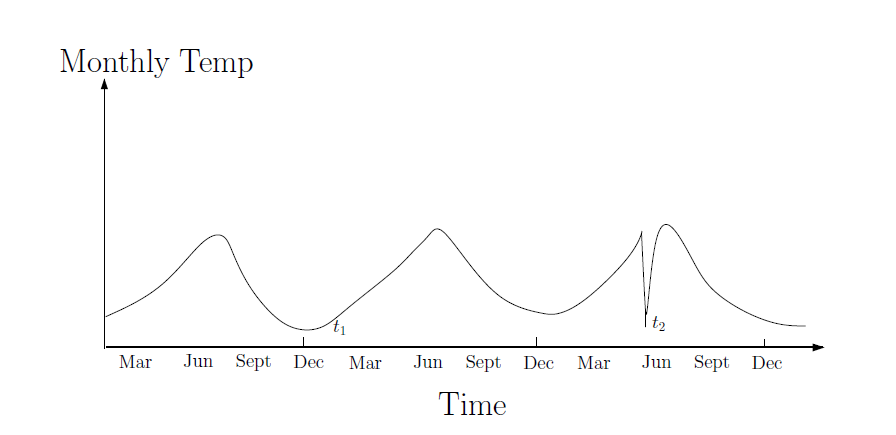 Monthly Temp
t1
t2
Mar Jun Sept Dec Mar Jun Sept Dec Mar Jun Sept Dec
Time